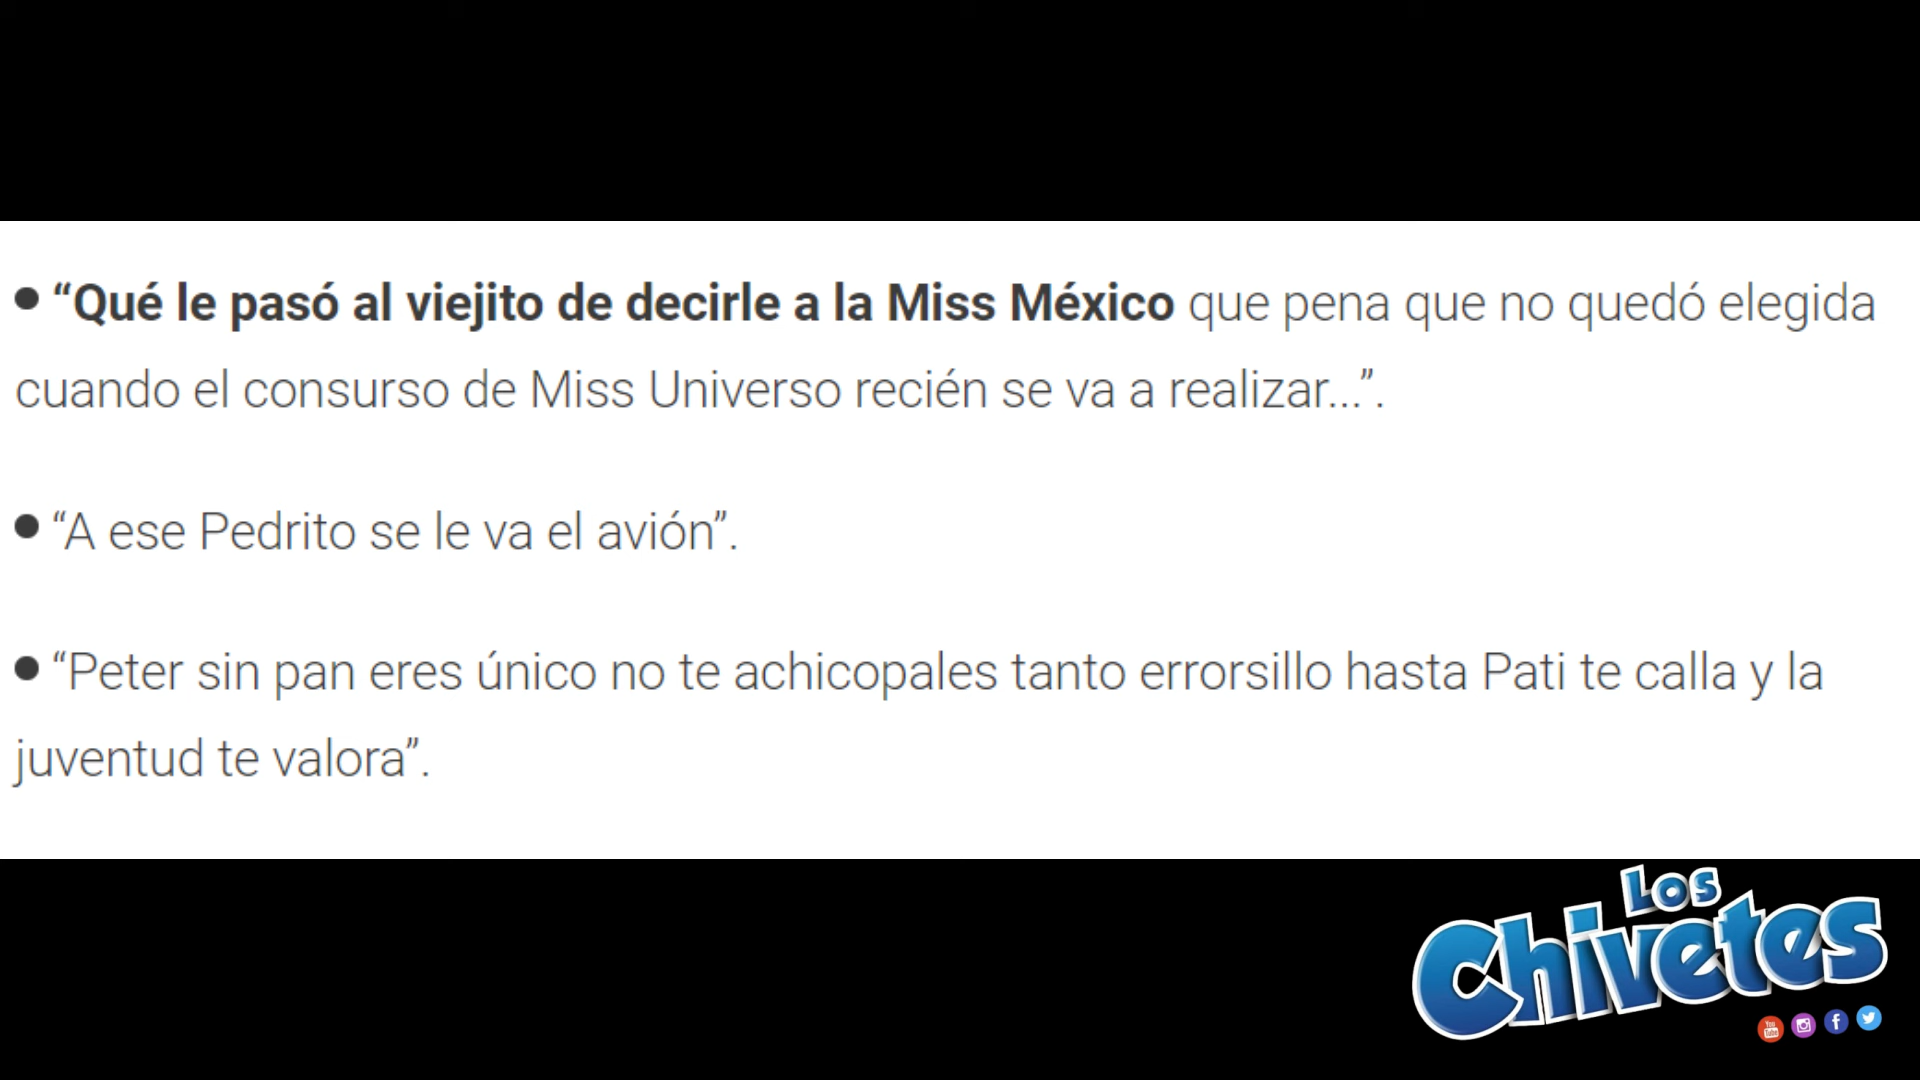 ● “Qué le pasó al viejito de decirle a la Miss México que pena que no quedó elegida
cuando el consurso de Miss Universo recién se va a realizar...”.
● “A ese Pedrito se le va el avión”.
● “Peter sin pan eres único no te achicopales tanto errorsillo hasta Pati te calla y la
juventud te valora”.
Los
Chivetes
You
Tube